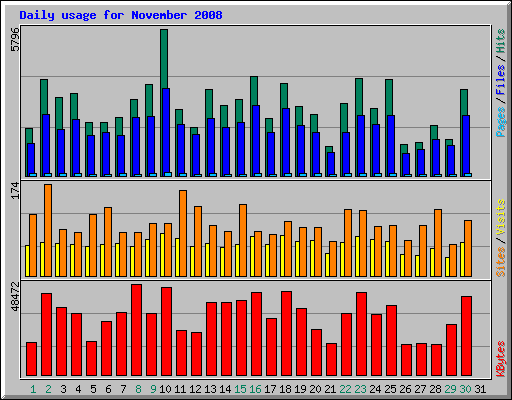 Daily usage for November 2008
5796
Pages / Files / Hits
174
Sites / Visits
48472
KBytes
1 2 3 4 5 6 7 8 9 10 11 12 13 14 15 16 17 18 19 20 21 22 23 24 25 26 27 28 29 30 31